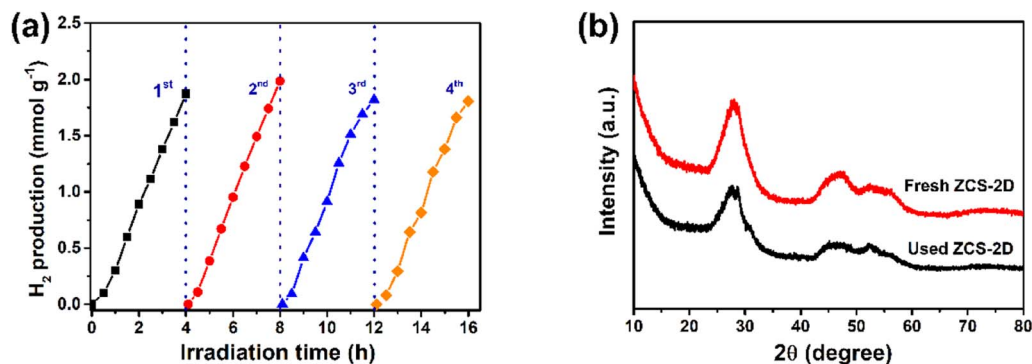 (a)
H₂ production (mmol g⁻¹)
2.5
2.0
1.5
1.0
0.5
0.0
1ˢᵗ
2ⁿᵈ
3ʳᵈ
4ᵗʰ
0 2 4 6 8 10 12 14 16
Irradiation time (h)
(b)
Intensity (a.u.)
Fresh ZCS-2D
Used ZCS-2D
10 20 30 40 50 60 70 80
2θ (degree)